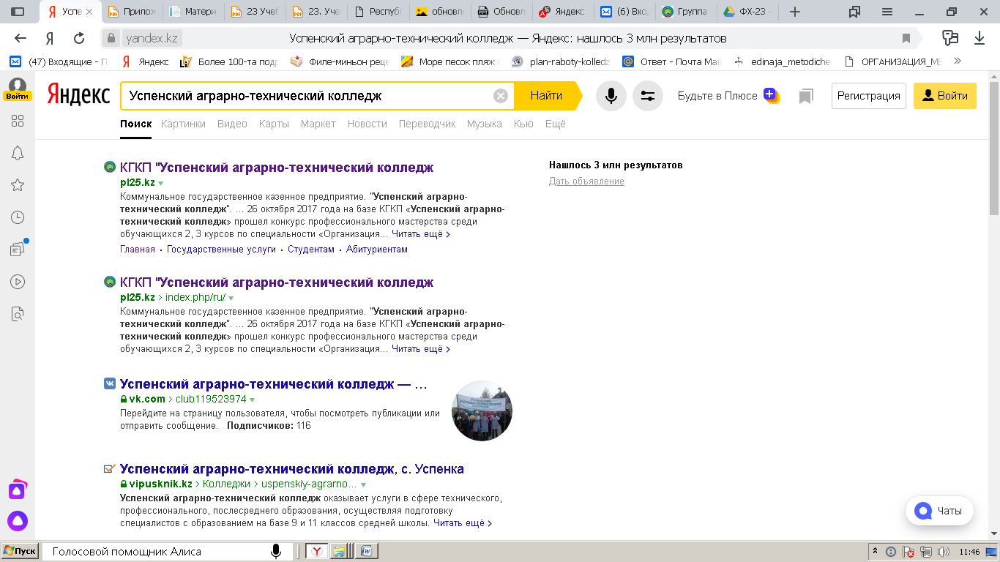 Успе
Прилож
Матери
23 Учеб
23. Уче
Респуб
обновл
Обновл
Яндекс.
(6) Вхо
Группа
ФХ-23 -
yandex.kz
Успенский аграрно-технический колледж — Яндекс: нашлось 3 млн результатов
(47) Входящие - П
Яндекс
Более 100-та под
Филе-миньон реце
Море песок пляж
plan-raboty-kolledz
Ответ - Почта Mail
edinaja_metodiche
ОРГАНИЗАЦИЯ_МЕ
Войти
Яндекс
Успенский аграрно-технический колледж
Найти
Будьте в Плюсе
Регистрация
Войти
Поиск Картинки Видео Карты Маркет Новости Переводчик Музыка Кью Ещё
КГКП "Успенский аграрно-технический колледж
pl25.kz
Коммунальное государственное казенное предприятие. "Успенский аграрно-
технический колледж". ... 26 октября 2017 года на базе КГКП «Успенский аграрно-
технический колледж» прошел конкурс профессионального мастерства среди
обучающихся 2, 3 курсов по специальности «Организация... Читать ещё >
Главная · Государственные услуги · Студентам · Абитуриентам
Нашлось 3 млн результатов
Дать объявление
КГКП "Успенский аграрно-технический колледж
pl25.kz › index.php/ru/
Коммунальное государственное казенное предприятие. "Успенский аграрно-
технический колледж". ... 26 октября 2017 года на базе КГКП «Успенский аграрно-
технический колледж» прошел конкурс профессионального мастерства среди
обучающихся 2, 3 курсов по специальности «Организация... Читать ещё >
Успенский аграрно-технический колледж — ...
vk.com › club119523974
Перейдите на страницу пользователя, чтобы посмотреть публикации или
отправить сообщение. Подписчиков: 116
Успенский аграрно-технический колледж, с. Успенка
vipusknik.kz › Колледжи › uspenskiy-agrarno...
Успенский аграрно-технический колледж оказывает услуги в сфере технического,
профессионального, послесреднего образования, осуществляя подготовку
специалистов с образованием на базе 9 и 11 классов средней школы. Читать ещё >
Чаты
Пуск
Голосовой помощник Алиса
11:46